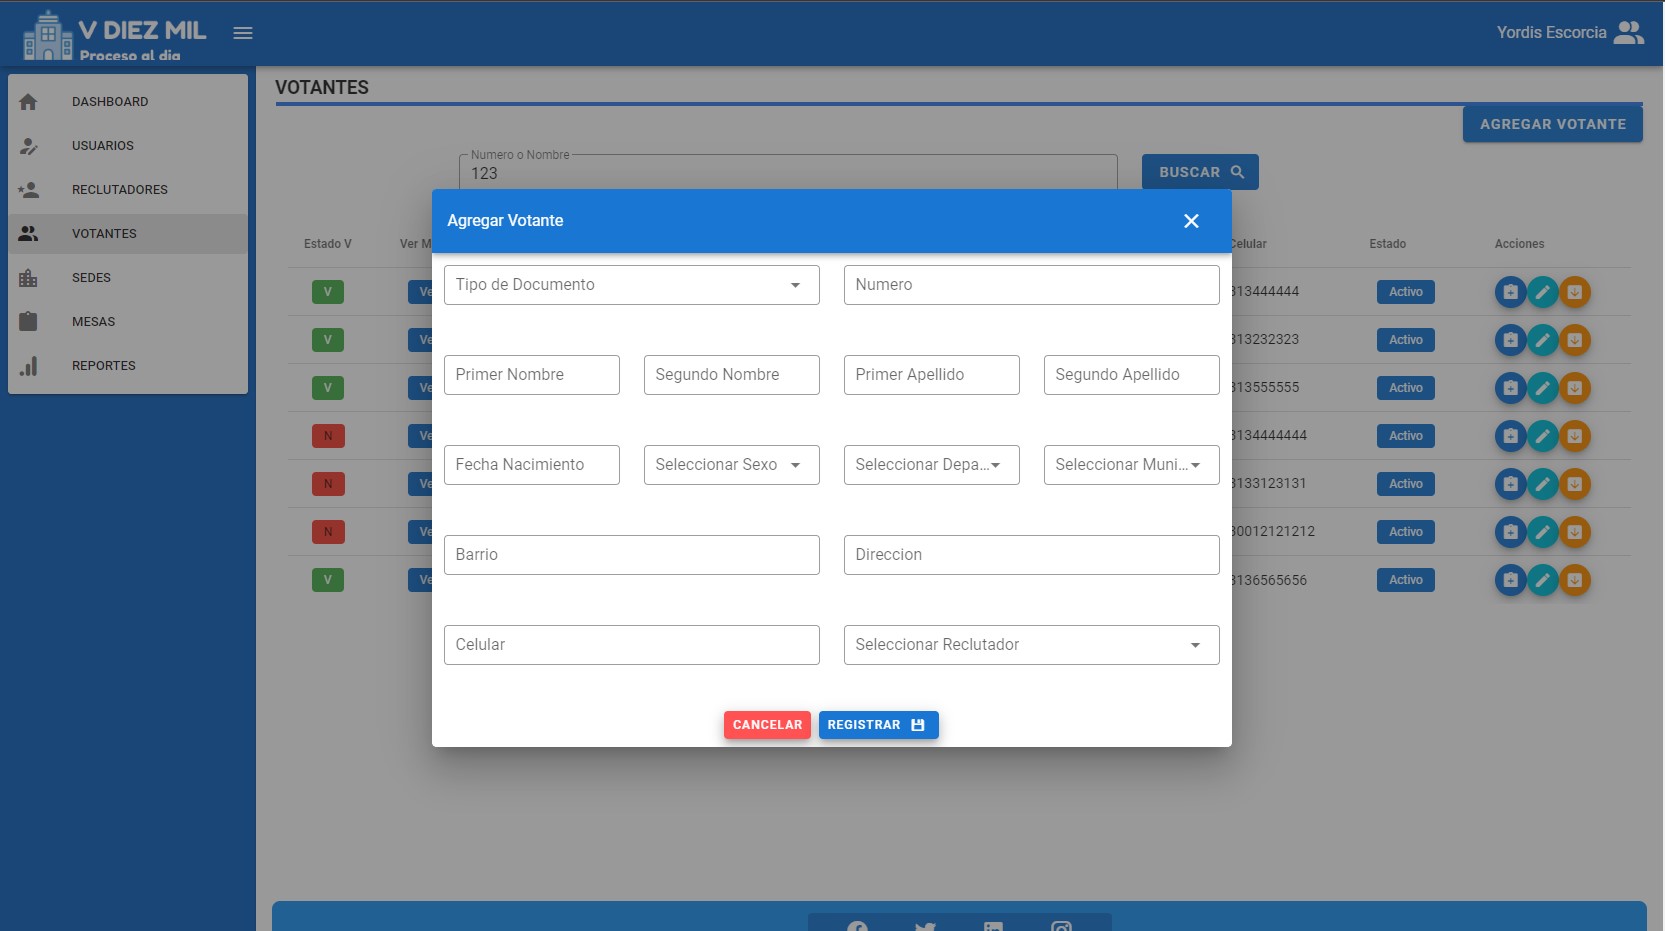 V DIEZ MIL
Proceso al dia
Yordis Escorcia
DASHBOARD
USUARIOS
RECLUTADORES
VOTANTES
SEDES
MESAS
REPORTES
VOTANTES
AGREGAR VOTANTE
Numero o Nombre
123
BUSCAR
Estado V
Ver M
Celular
Estado
Acciones
V
Ve
313444444
Activo
V
Ve
313232323
Activo
V
Ve
313555555
Activo
N
Ve
3134444444
Activo
N
Ve
3133123131
Activo
N
Ve
30012121212
Activo
V
Ve
3136565656
Activo
Agregar Votante
Tipo de Documento
Numero
Primer Nombre
Segundo Nombre
Primer Apellido
Segundo Apellido
Fecha Nacimiento
Seleccionar Sexo
Seleccionar Depa...
Seleccionar Muni...
Barrio
Direccion
Celular
Seleccionar Reclutador
CANCELAR
REGISTRAR